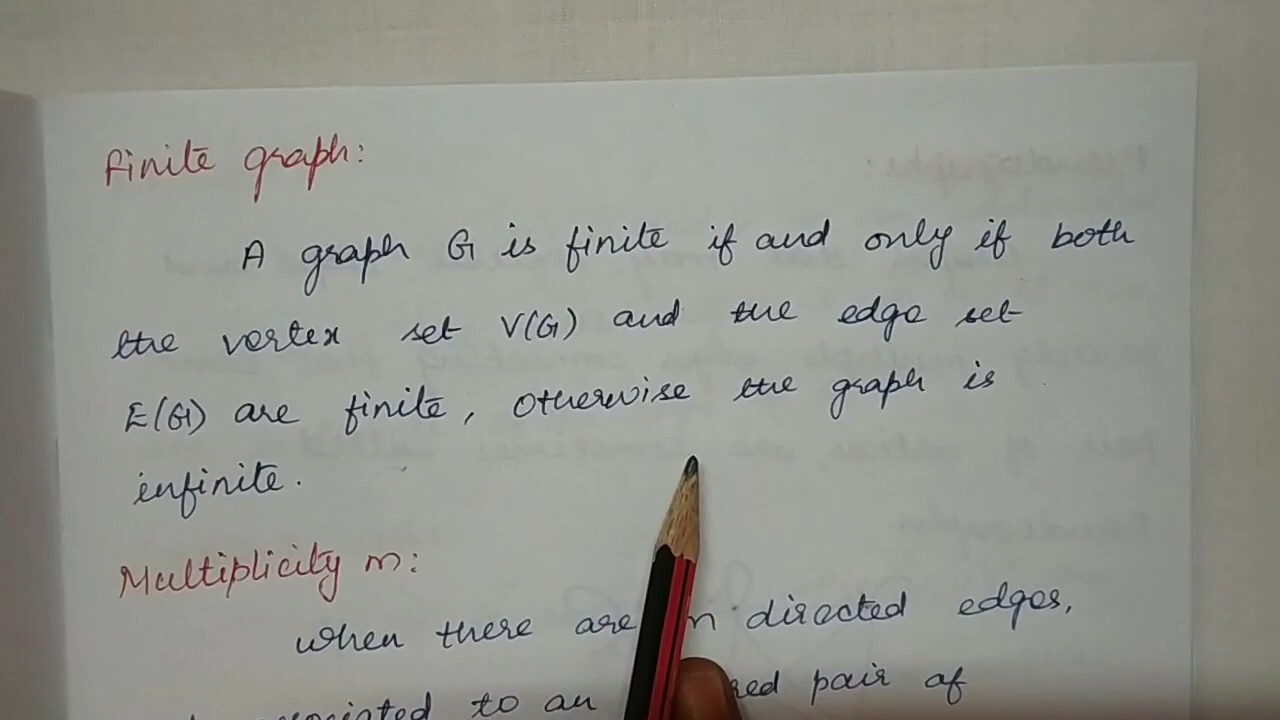 Finite graph:
A graph G is finite if and only if both
the vertex set V(G) and the edge set
E(G) are finite, otherwise the graph is
infinite.
Multiplicity m:
when there are directed edges,
to an pair of